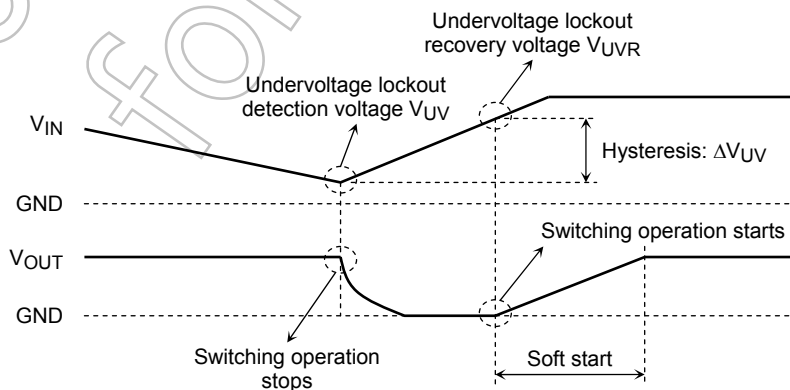 Undervoltage lockout
recovery voltage VUVR
Undervoltage lockout
detection voltage VUV
VIN
Hysteresis: ΔVUV
GND
Switching operation starts
VOUT
GND
Switching operation
stops
Soft start
for